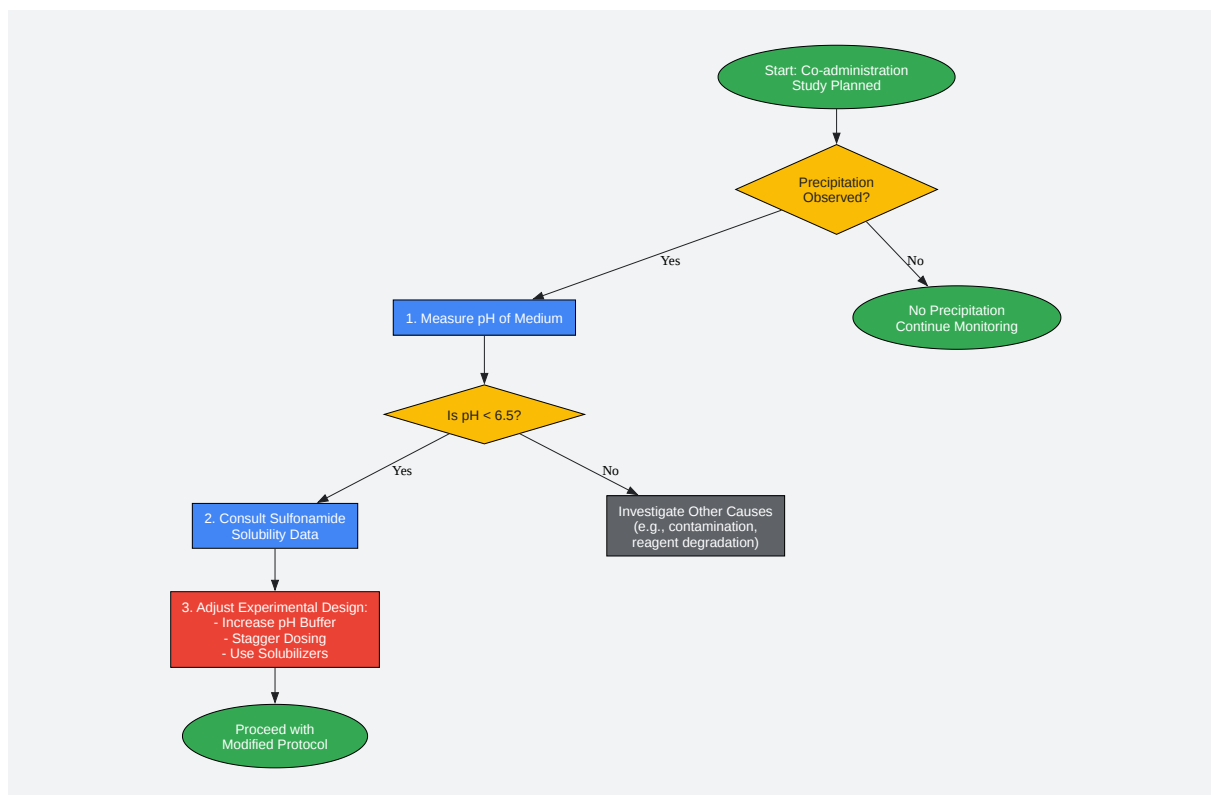 Start: Co-administration
Study Planned
Precipitation
Observed?
Yes
No
1. Measure pH of Medium
No Precipitation
Continue Monitoring
Is pH < 6.5?
Yes
No
2. Consult Sulfonamide
Solubility Data
Investigate Other Causes
(e.g., contamination,
reagent degradation)
3. Adjust Experimental Design:
- Increase pH Buffer
- Stagger Dosing
- Use Solubilizers
Proceed with
Modified Protocol